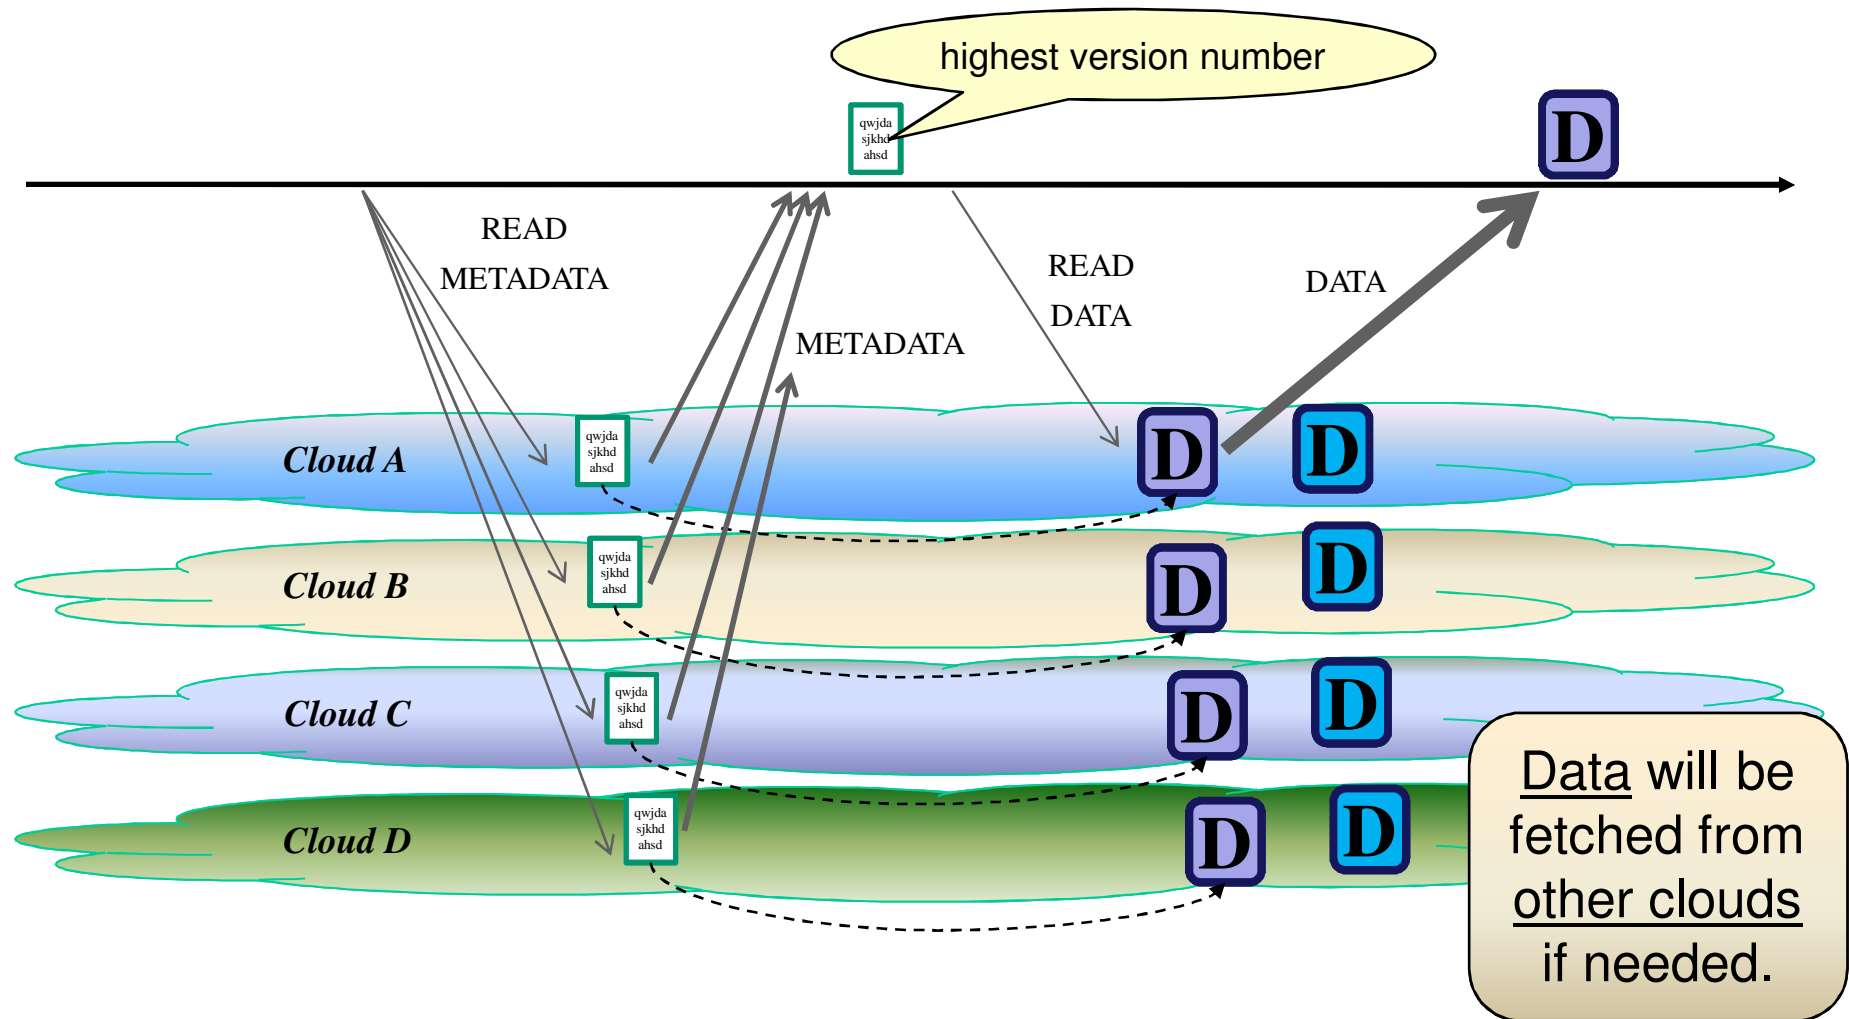 highest version number
qwjda
sjkhd
ahsd
D
READ
METADATA
METADATA
READ
DATA
DATA
Cloud A
qwjda
sjkhd
ahsd
D
D
Cloud B
qwjda
sjkhd
ahsd
D
D
Cloud C
qwjda
sjkhd
ahsd
D
D
Cloud D
qwjda
sjkhd
ahsd
D
D
Data will be
fetched from
other clouds
if needed.